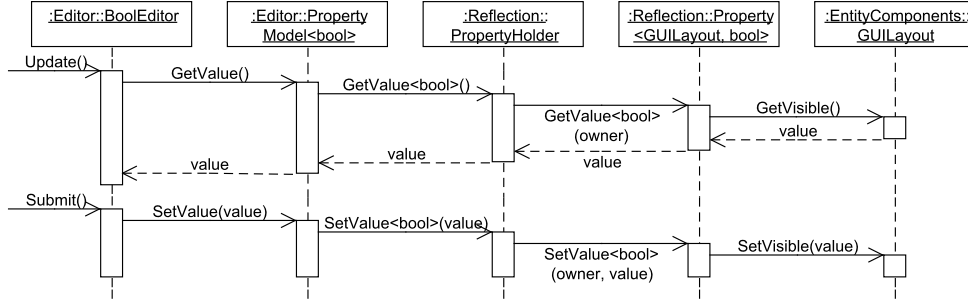 :Editor::BoolEditor
:Editor::Property
Model<bool>
:Reflection::
PropertyHolder
:Reflection::Property
<GUILayout, bool>
:EntityComponents::
GUILayout
Update()
GetValue()
GetValue<bool>()
GetValue<bool>
(owner)
GetVisible()
value
value
value
value
Submit()
SetValue(value)
SetValue<bool>(value)
SetValue<bool>
(owner, value)
SetVisible(value)